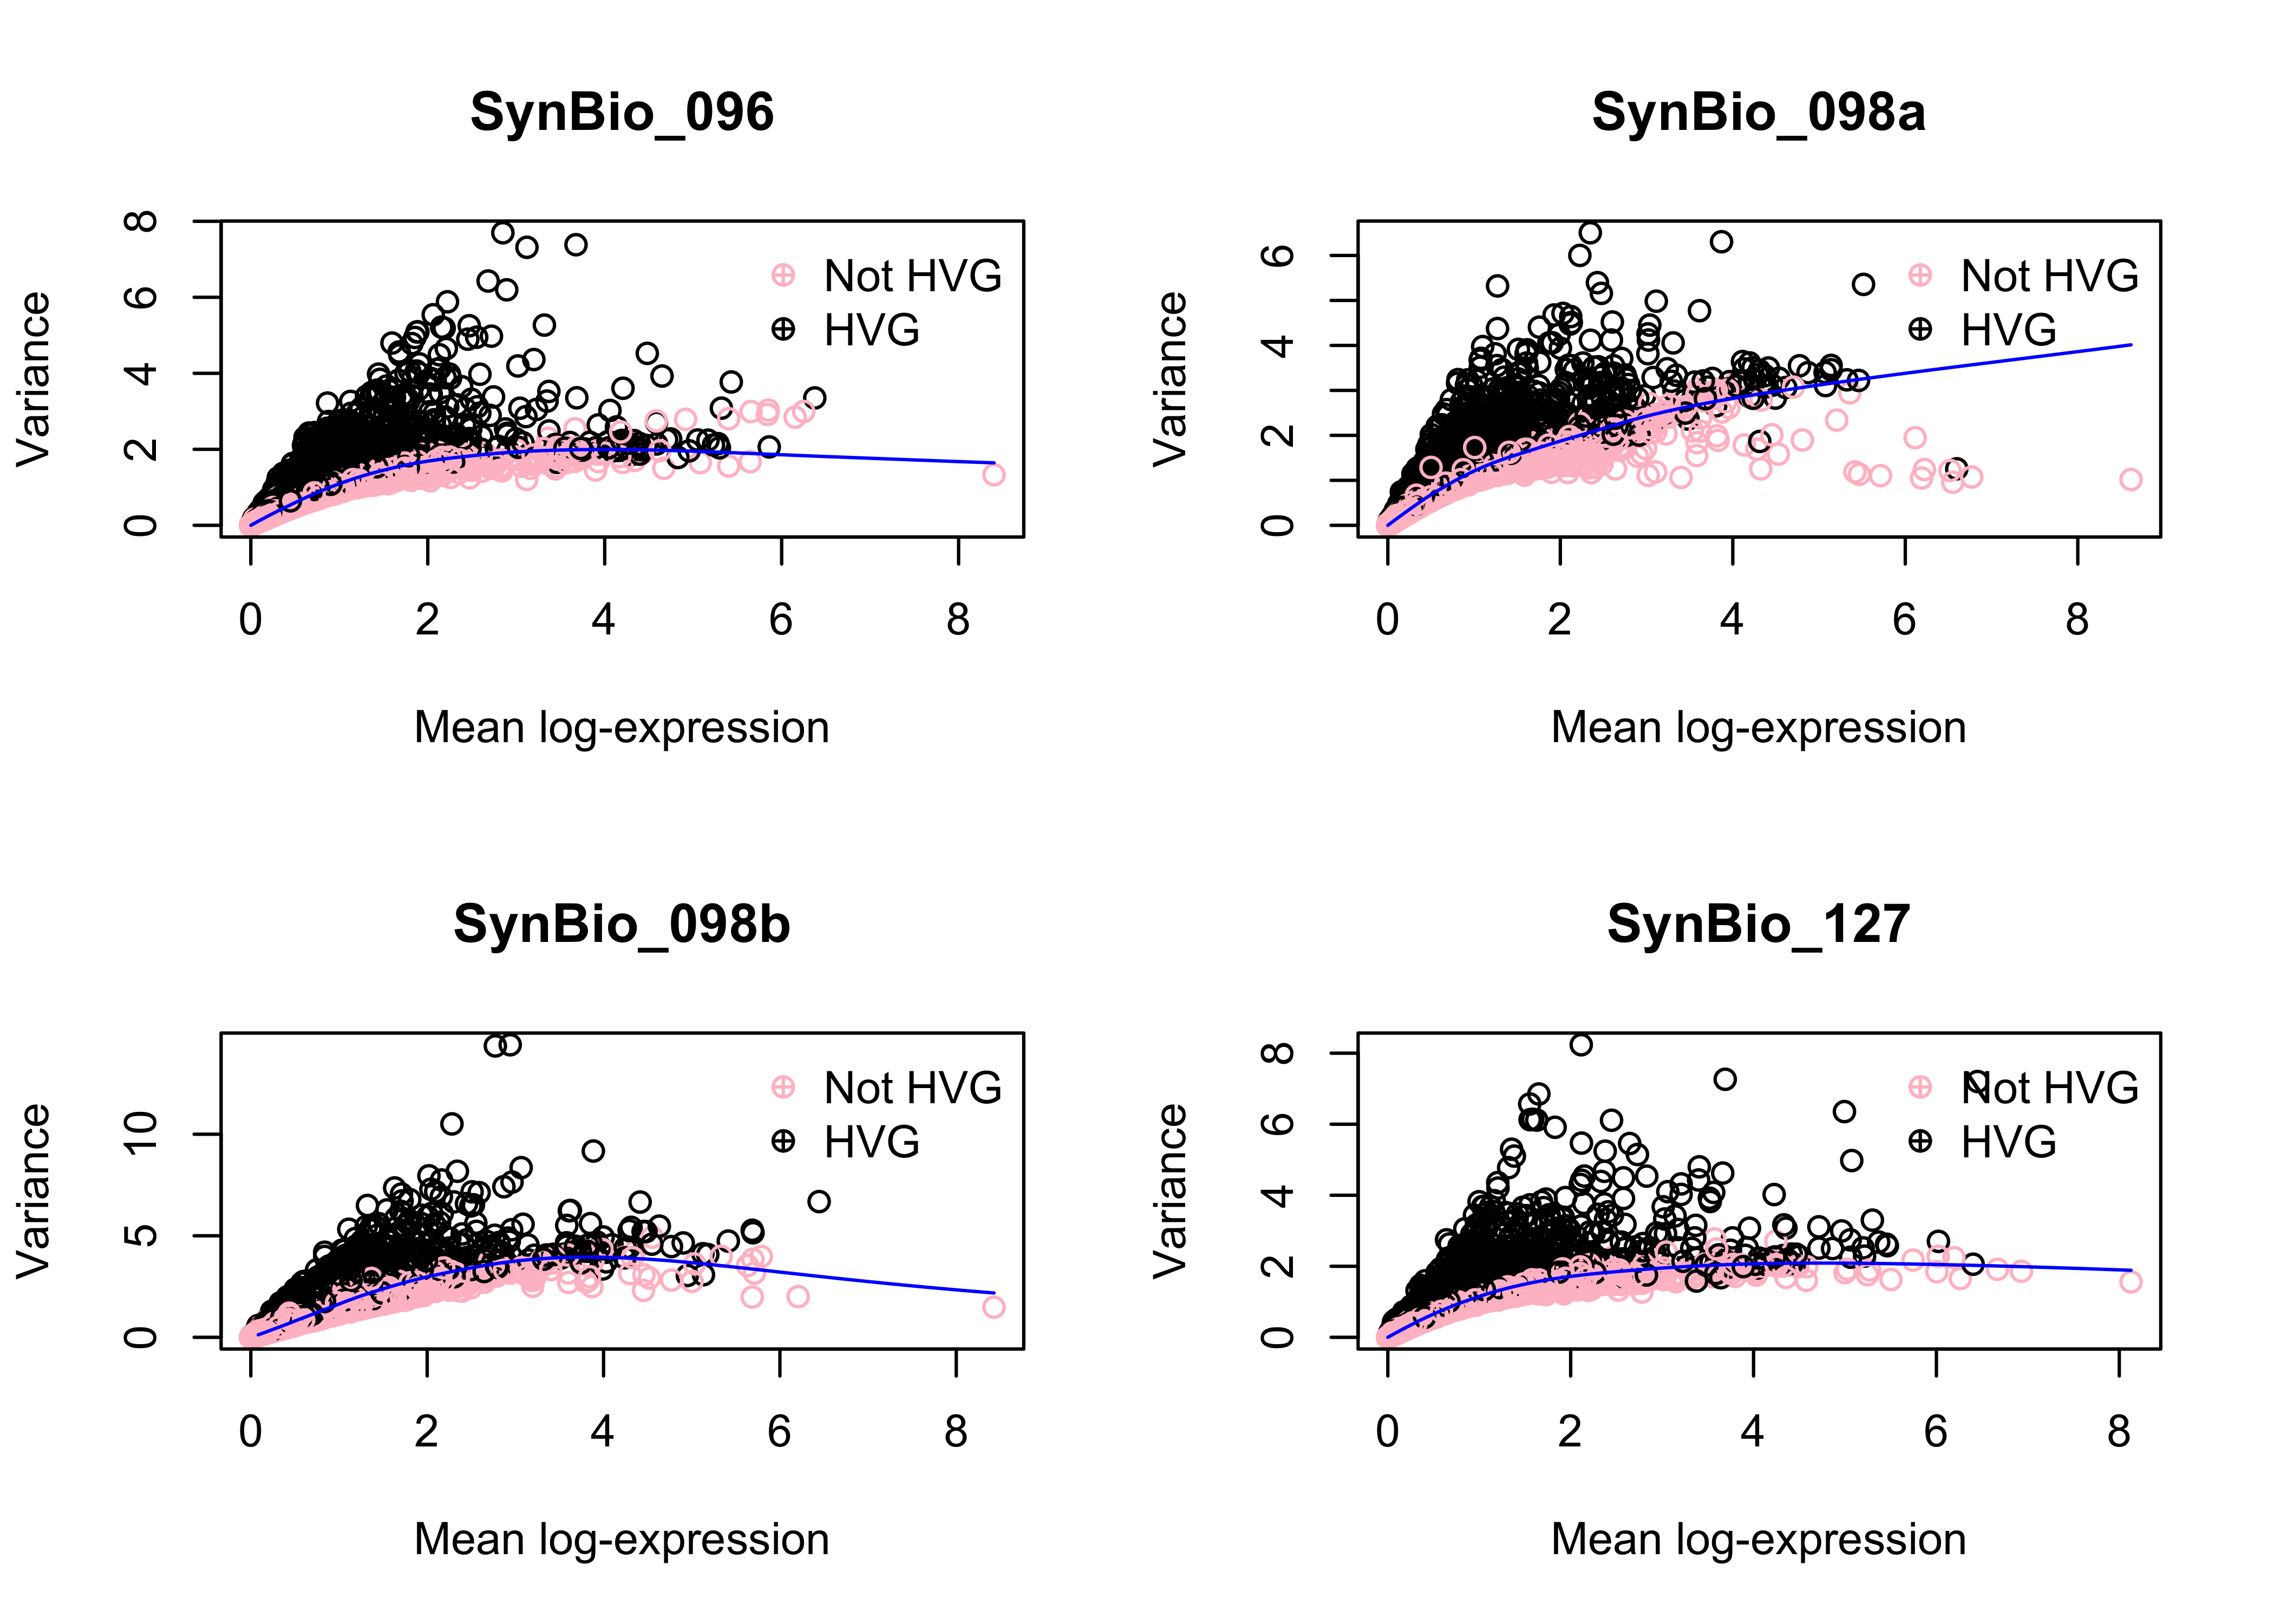 SynBio_096
Variance
8
6
4
2
0
Not HVG
HVG
0 2 4 6 8
Mean log-expression
SynBio_098a
Variance
6
4
2
0
Not HVG
HVG
0 2 4 6 8
Mean log-expression
SynBio_098b
Variance
10
5
0
Not HVG
HVG
0 2 4 6 8
Mean log-expression
SynBio_127
Variance
8
6
4
2
0
Not HVG
HVG
0 2 4 6 8
Mean log-expression